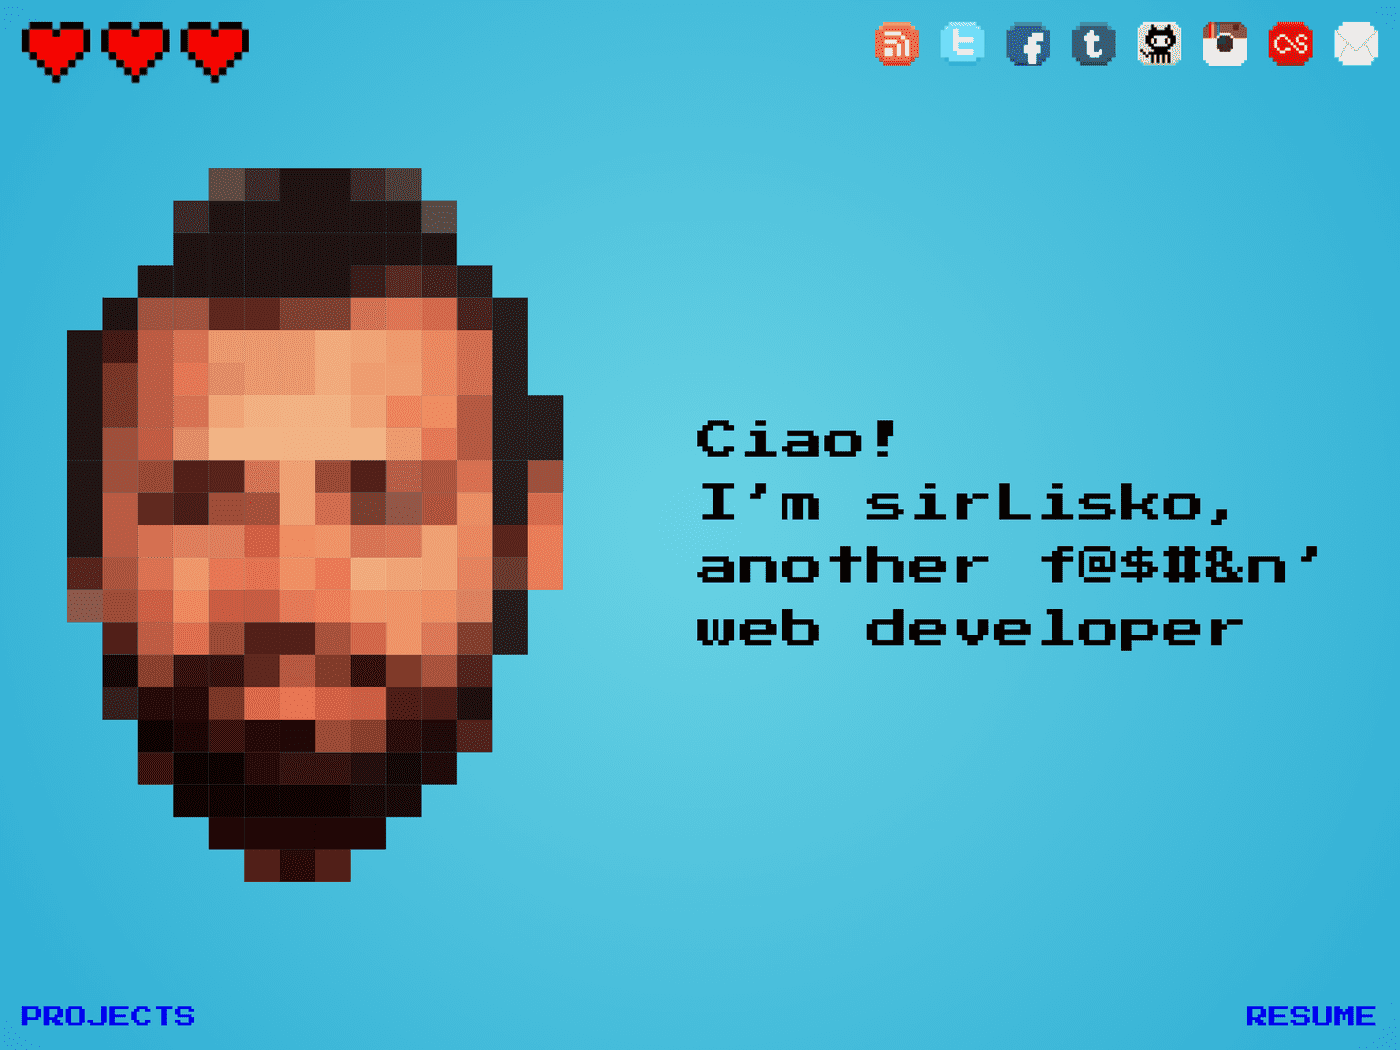 Ciao!
I'm sirLisko,
another f@$#&n'
web developer
PROJECTS
RESUME